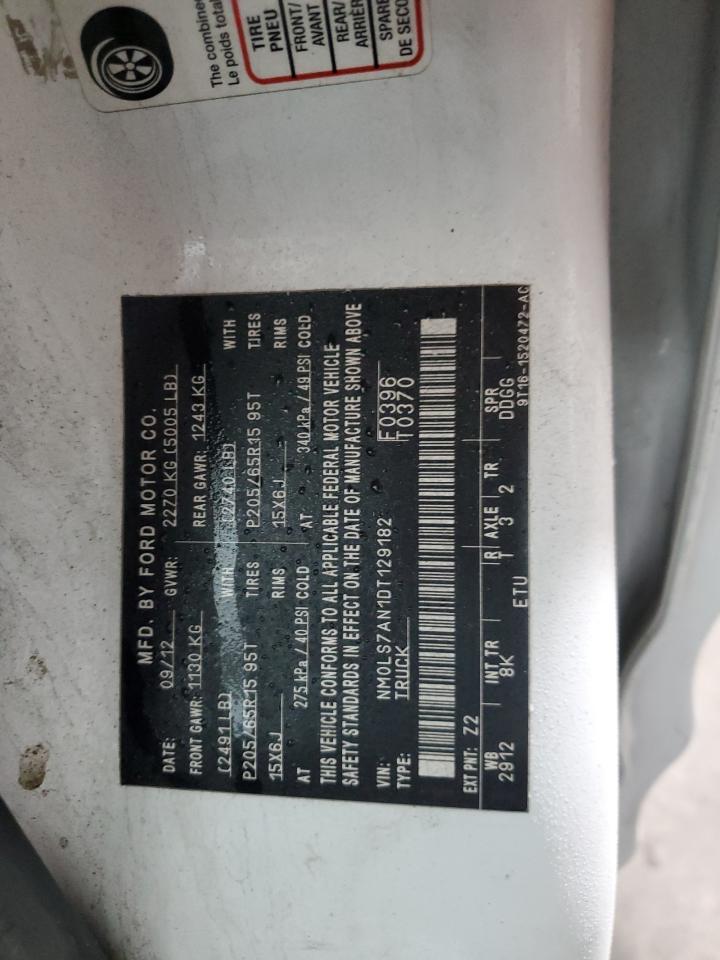 The combine
Le poids tota
TIRE
PNEU
FRONT/
AVANT
REAR/
ARRIÈR
SPARE
DE SECO
MFD. BY FORD MOTOR CO.
DATE: 09/12 GVWR: 2270 KG (5005 LB)
FRONT GAWR: 1130 KG REAR GAWR: 1243 KG
(2491LB) WITH (2740 LB) WITH
P205/65R15 95T TIRES P205/65R15 95T TIRES
15X6J RIMS 15X6J RIMS
AT 275 kPa / 40 PSI COLD AT 340 kPa / 49 PSI COLD
THIS VEHICLE CONFORMS TO ALL APPLICABLE FEDERAL MOTOR VEHICLE
SAFETY STANDARDS IN EFFECT ON THE DATE OF MANUFACTURE SHOWN ABOVE
VIN: NM0LS7AN1DT129182 F0396
TYPE: TRUCK T0370
EXT PNT: Z2
WB INT TR R AXLE TR SPR
2912 8K 1 3 2 DDGG
ETU 9T16-1520472-AC